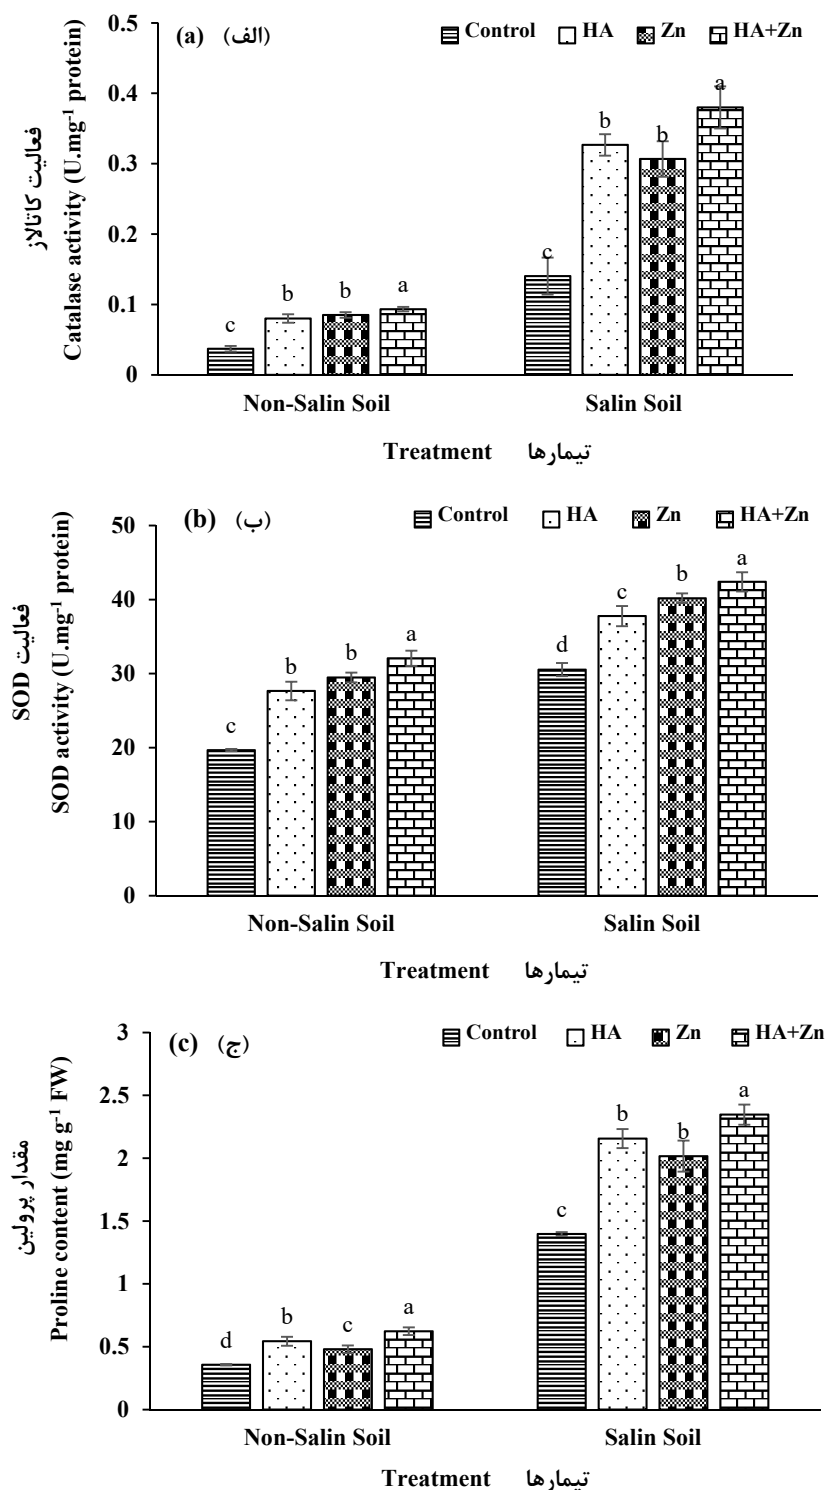 (a) (الف)
Control HA Zn HA+Zn
فعالیت کاتالاز
Catalase activity (U.mg⁻¹ protein)
0.5
0.4
0.3
0.2
0.1
0
c b b a c b b a
Non-Salin Soil Salin Soil
Treatment تیمارها
(b) (ب)
Control HA Zn HA+Zn
فعالیت SOD
SOD activity (U.mg⁻¹ protein)
50
40
30
20
10
0
c b b a d c b a
Non-Salin Soil Salin Soil
Treatment تیمارها
(c) (ج)
Control HA Zn HA+Zn
مقدار پرولین
Proline content (mg g⁻¹ FW)
3
2.5
2
1.5
1
0.5
0
d b c a c b b a
Non-Salin Soil Salin Soil
Treatment تیمارها